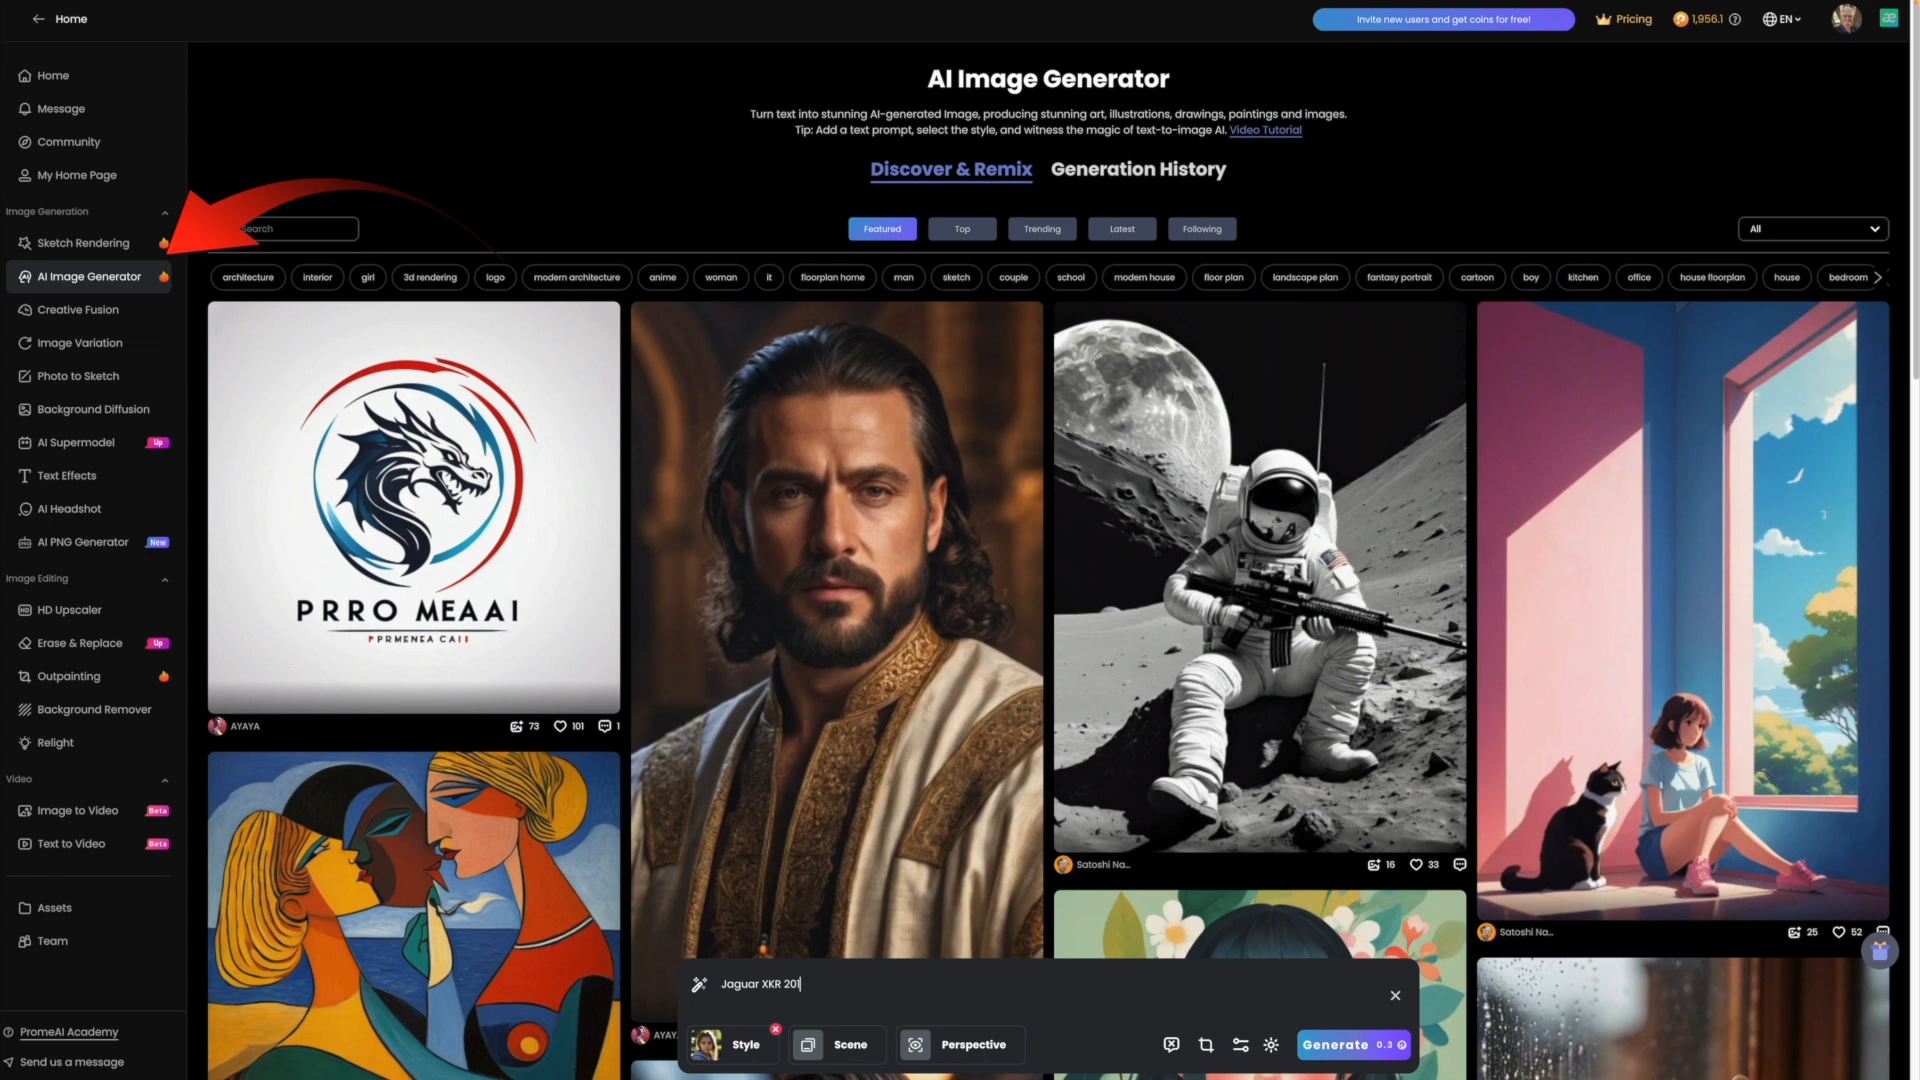 Home
Invite new users and get coins for free!
Pricing
1,956.1
EN
Home
Message
Community
My Home Page
Image Generation
Sketch Rendering
AI Image Generator
Creative Fusion
Image Variation
Photo to Sketch
Background Diffusion
AI Supermodel Up
Text Effects
AI Headshot
AI PNG Generator New
Image Editing
HD Upscaler
Erase & Replace Up
Outpainting
Background Remover
Relight
Video
Image to Video Beta
Text to Video Beta
Assets
Team
PromeAI Academy
Send us a message
AI Image Generator
Turn text into stunning AI-generated Image, producing stunning art, illustrations, drawings, paintings and images.
Tip: Add a text prompt, select the style, and witness the magic of text-to-image AI. Video Tutorial
Discover & Remix Generation History
Search
Featured Top Trending Latest Following
All
architecture interior girl 3d rendering logo modern architecture anime woman it floorplan home man sketch couple school modern house floor plan landscape plan fantasy portrait cartoon boy kitchen office house floorplan house bedroom
PRRO MEAAI
AYAYA 73 101 1
Satoshi Na... 16 33
Satoshi Na... 25 52
AYAY
Jaguar XKR 201
Style Scene Perspective
Generate 0.3